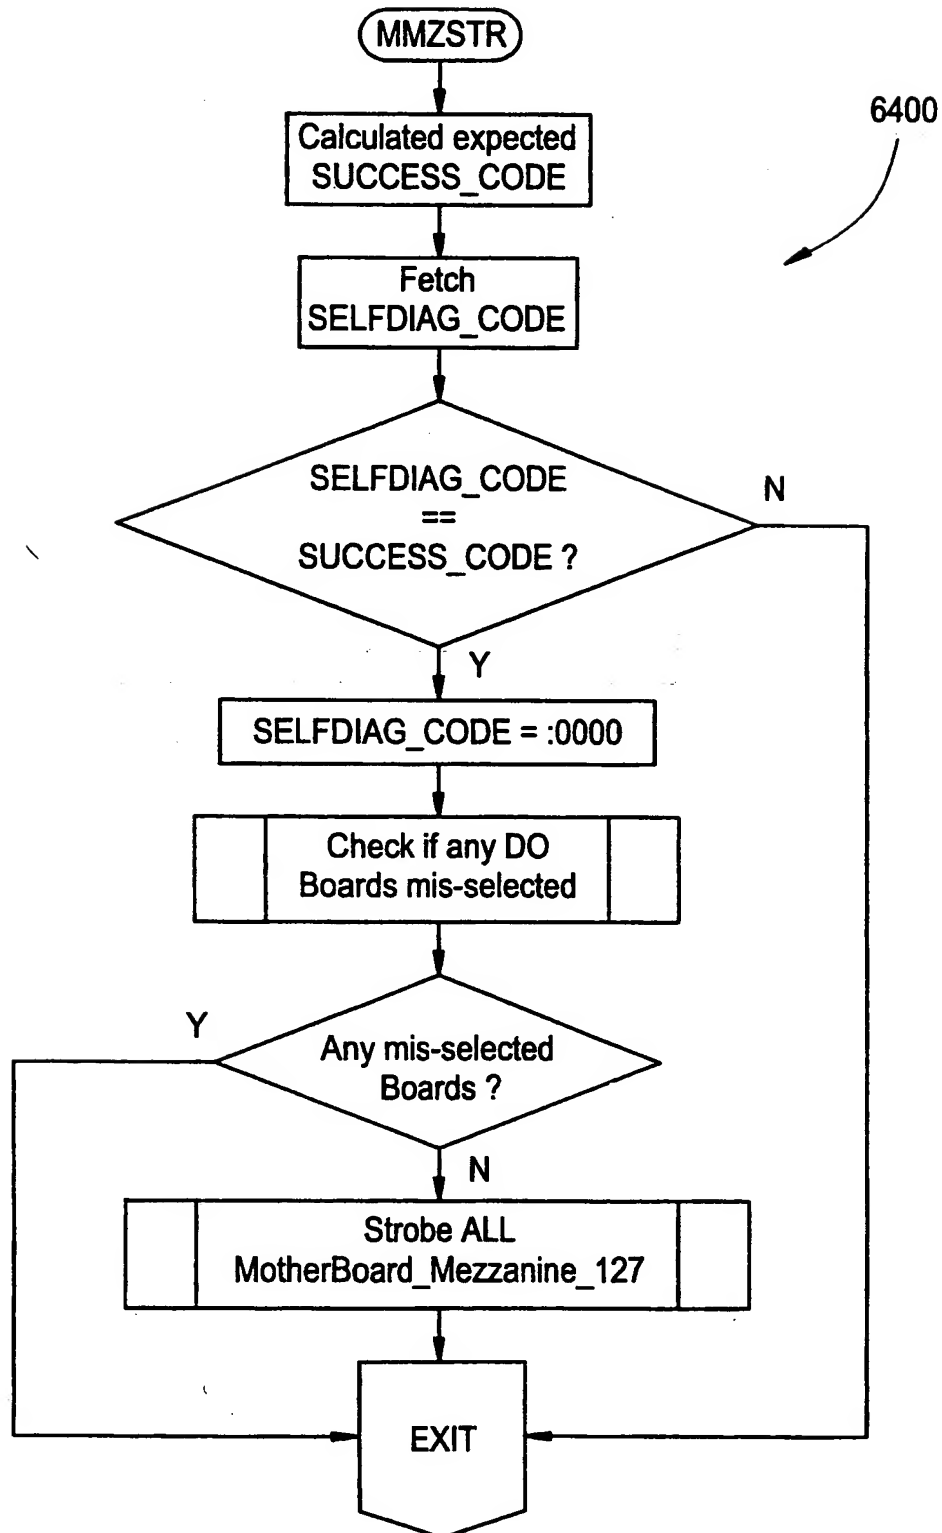 MMZSTR
6400
Calculated expected
SUCCESS_CODE
Fetch
SELFDIAG_CODE
SELFDIAG_CODE
==
SUCCESS_CODE ?
N
Y
SELFDIAG_CODE = :0000
Check if any DO
Boards mis-selected
Y
Any mis-selected
Boards ?
N
Strobe ALL
MotherBoard_Mezzanine_127
EXIT